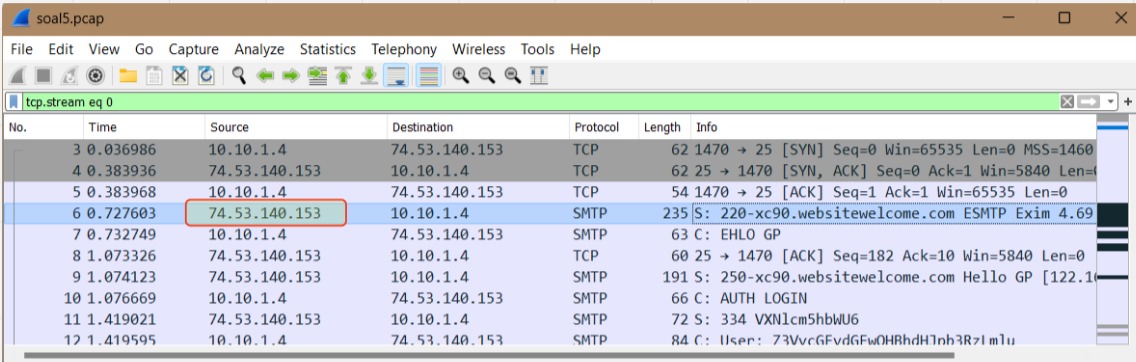 soal5.pcap
File Edit View Go Capture Analyze Statistics Telephony Wireless Tools Help
tcp.stream eq 0
No. Time Source Destination Protocol Length Info
3 0.036986 10.10.1.4 74.53.140.153 TCP 62 1470 → 25 [SYN] Seq=0 Win=65535 Len=0 MSS=1460
4 0.383936 74.53.140.153 10.10.1.4 TCP 62 25 → 1470 [SYN, ACK] Seq=0 Ack=1 Win=5840 Len=
5 0.383968 10.10.1.4 74.53.140.153 TCP 54 1470 → 25 [ACK] Seq=1 Ack=1 Win=65535 Len=0
6 0.727603 74.53.140.153 10.10.1.4 SMTP 235 S: 220-xc90.websitewelcome.com ESMTP Exim 4.69
7 0.732749 10.10.1.4 74.53.140.153 SMTP 63 C: EHLO GP
8 1.073326 74.53.140.153 10.10.1.4 TCP 60 25 → 1470 [ACK] Seq=182 Ack=10 Win=5840 Len=0
9 1.074123 74.53.140.153 10.10.1.4 SMTP 191 S: 250-xc90.websitewelcome.com Hello GP [122.1
10 1.076669 10.10.1.4 74.53.140.153 SMTP 66 C: AUTH LOGIN
11 1.419021 74.53.140.153 10.10.1.4 SMTP 72 S: 334 VXNlcm5hbWU6
12 1.419595 10.10.1.4 74.53.140.153 SMTP 84 C: User: